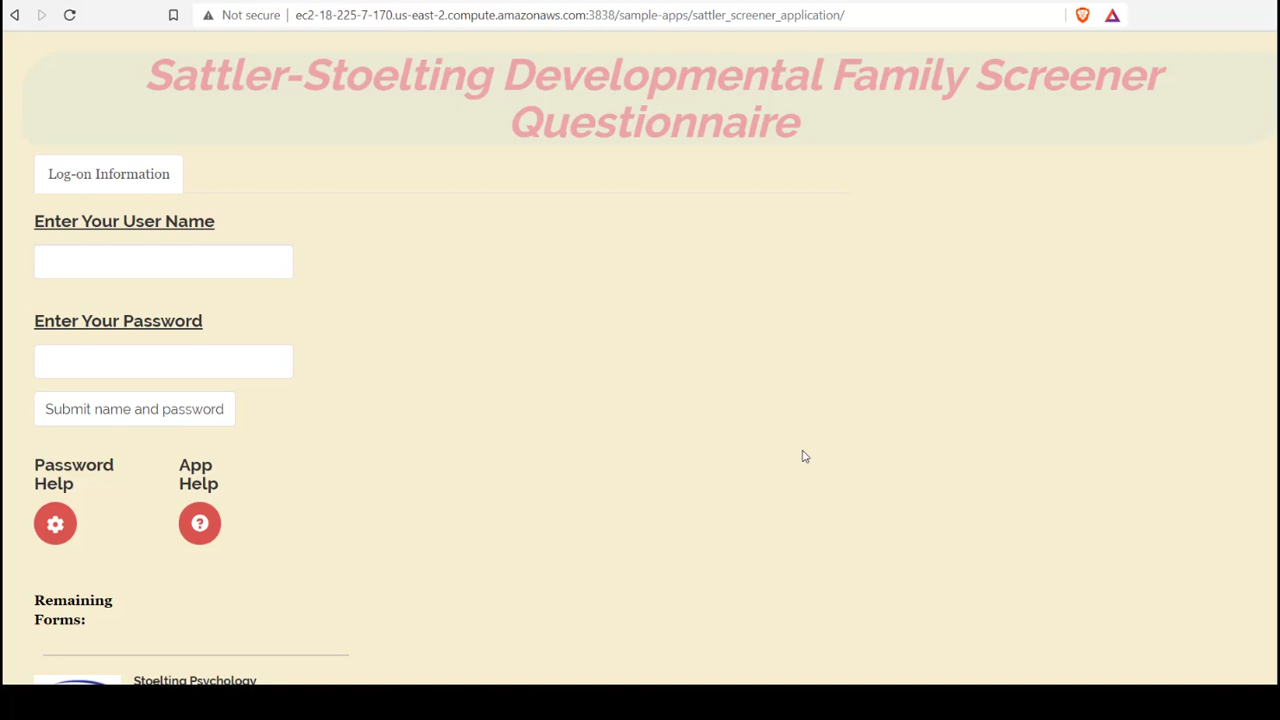 Not secure ec2-18-225-7-170.us-east-2.compute.amazonaws.com:3838/sample-apps/sattler_screener_application/
Sattler-Stoelting Developmental Family Screener
Questionnaire
Log-on Information
Enter Your User Name
Enter Your Password
Submit name and password
Password
Help
App
Help
Remaining
Forms:
Stoelting Psychology